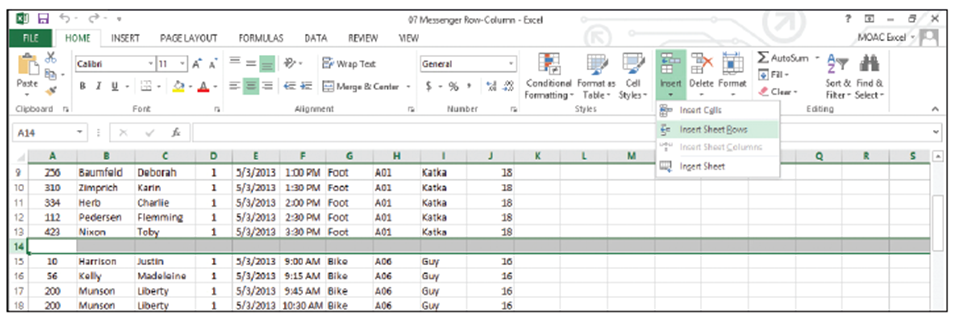 07 Messenger Row-Column - Excel
FILE HOME INSERT PAGE LAYOUT FORMULAS DATA REVIEW VIEW MOAC Excel
Calibri 11 Wrap Text General AutoSum
Paste Fill
B I U Merge & Center $ % Conditional Formatting Format as Table Cell Styles Insert Delete Format Clear Sort & Filter Find & Select
Clipboard Font Alignment Number Styles Editing
Insert Cells
Insert Sheet Rows
Insert Sheet Columns
Insert Sheet
A14 fx
A B C D E F G H I J K L M Q R S
9 256 Baumfeld Deborah 1 5/3/2013 1:00 PM Foot A01 Katka 18
10 310 Zimprich Karin 1 5/3/2013 1:30 PM Foot A01 Katka 18
11 334 Herb Charlie 1 5/3/2013 2:00 PM Foot A01 Katka 18
12 112 Pedersen Flemming 1 5/3/2013 2:30 PM Foot A01 Katka 18
13 423 Nixon Toby 1 5/3/2013 3:30 PM Foot A01 Katka 18
14
15 10 Harrison Justin 1 5/3/2013 9:00 AM Bike A06 Guy 16
16 56 Kelly Madeleine 1 5/3/2013 9:15 AM Bike A06 Guy 16
17 200 Munson Liberty 1 5/3/2013 9:45 AM Bike A06 Guy 16
18 200 Munson Liberty 1 5/3/2013 10:30 AM Bike A06 Guy 16